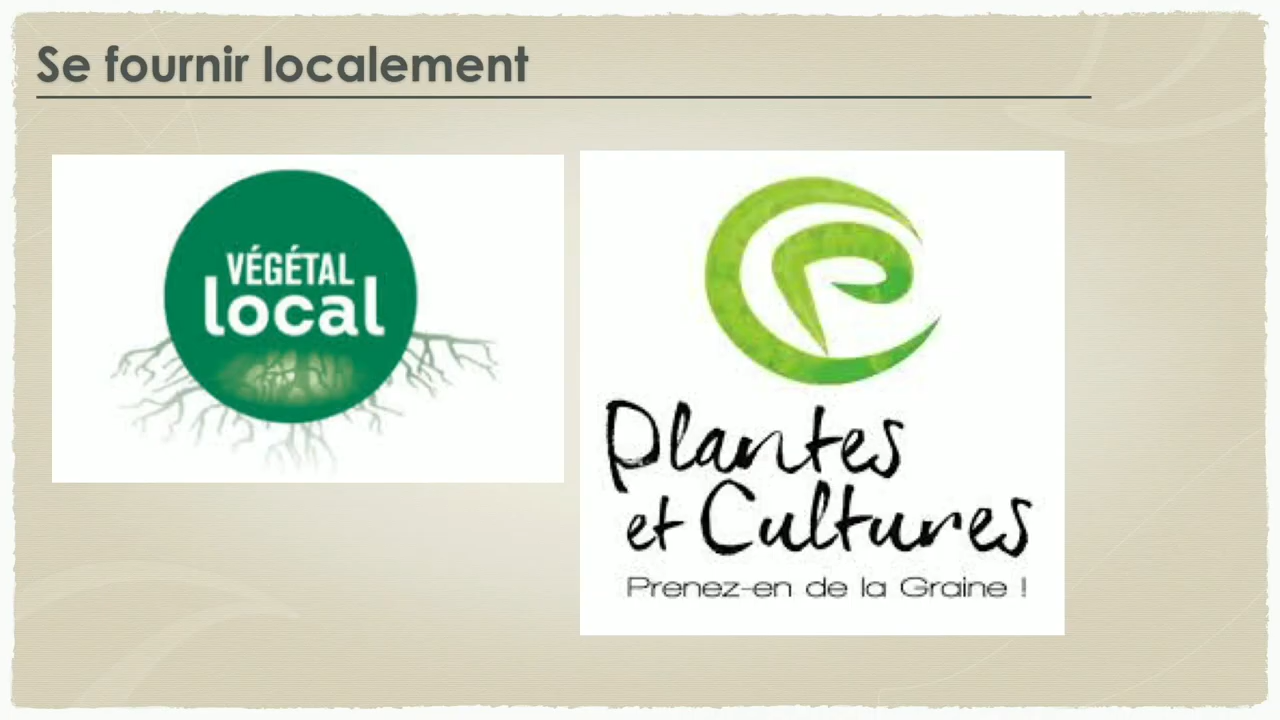 Se fournir localement
VÉGÉTAL
local
Plantes
et Cultures
Prenez-en de la Graine !